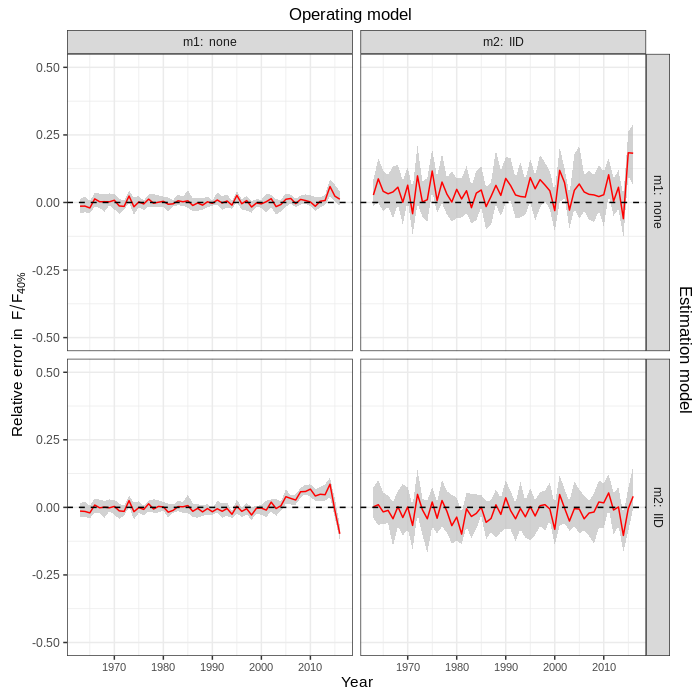 Operating model
m1: none
m2: IID
0.50
0.25
0.00
-0.25
-0.50
m1: none
0.50
0.25
0.00
-0.25
-0.50
m2: IID
Relative error in F/F40%
Estimation model
1970 1980 1990 2000 2010
1970 1980 1990 2000 2010
Year